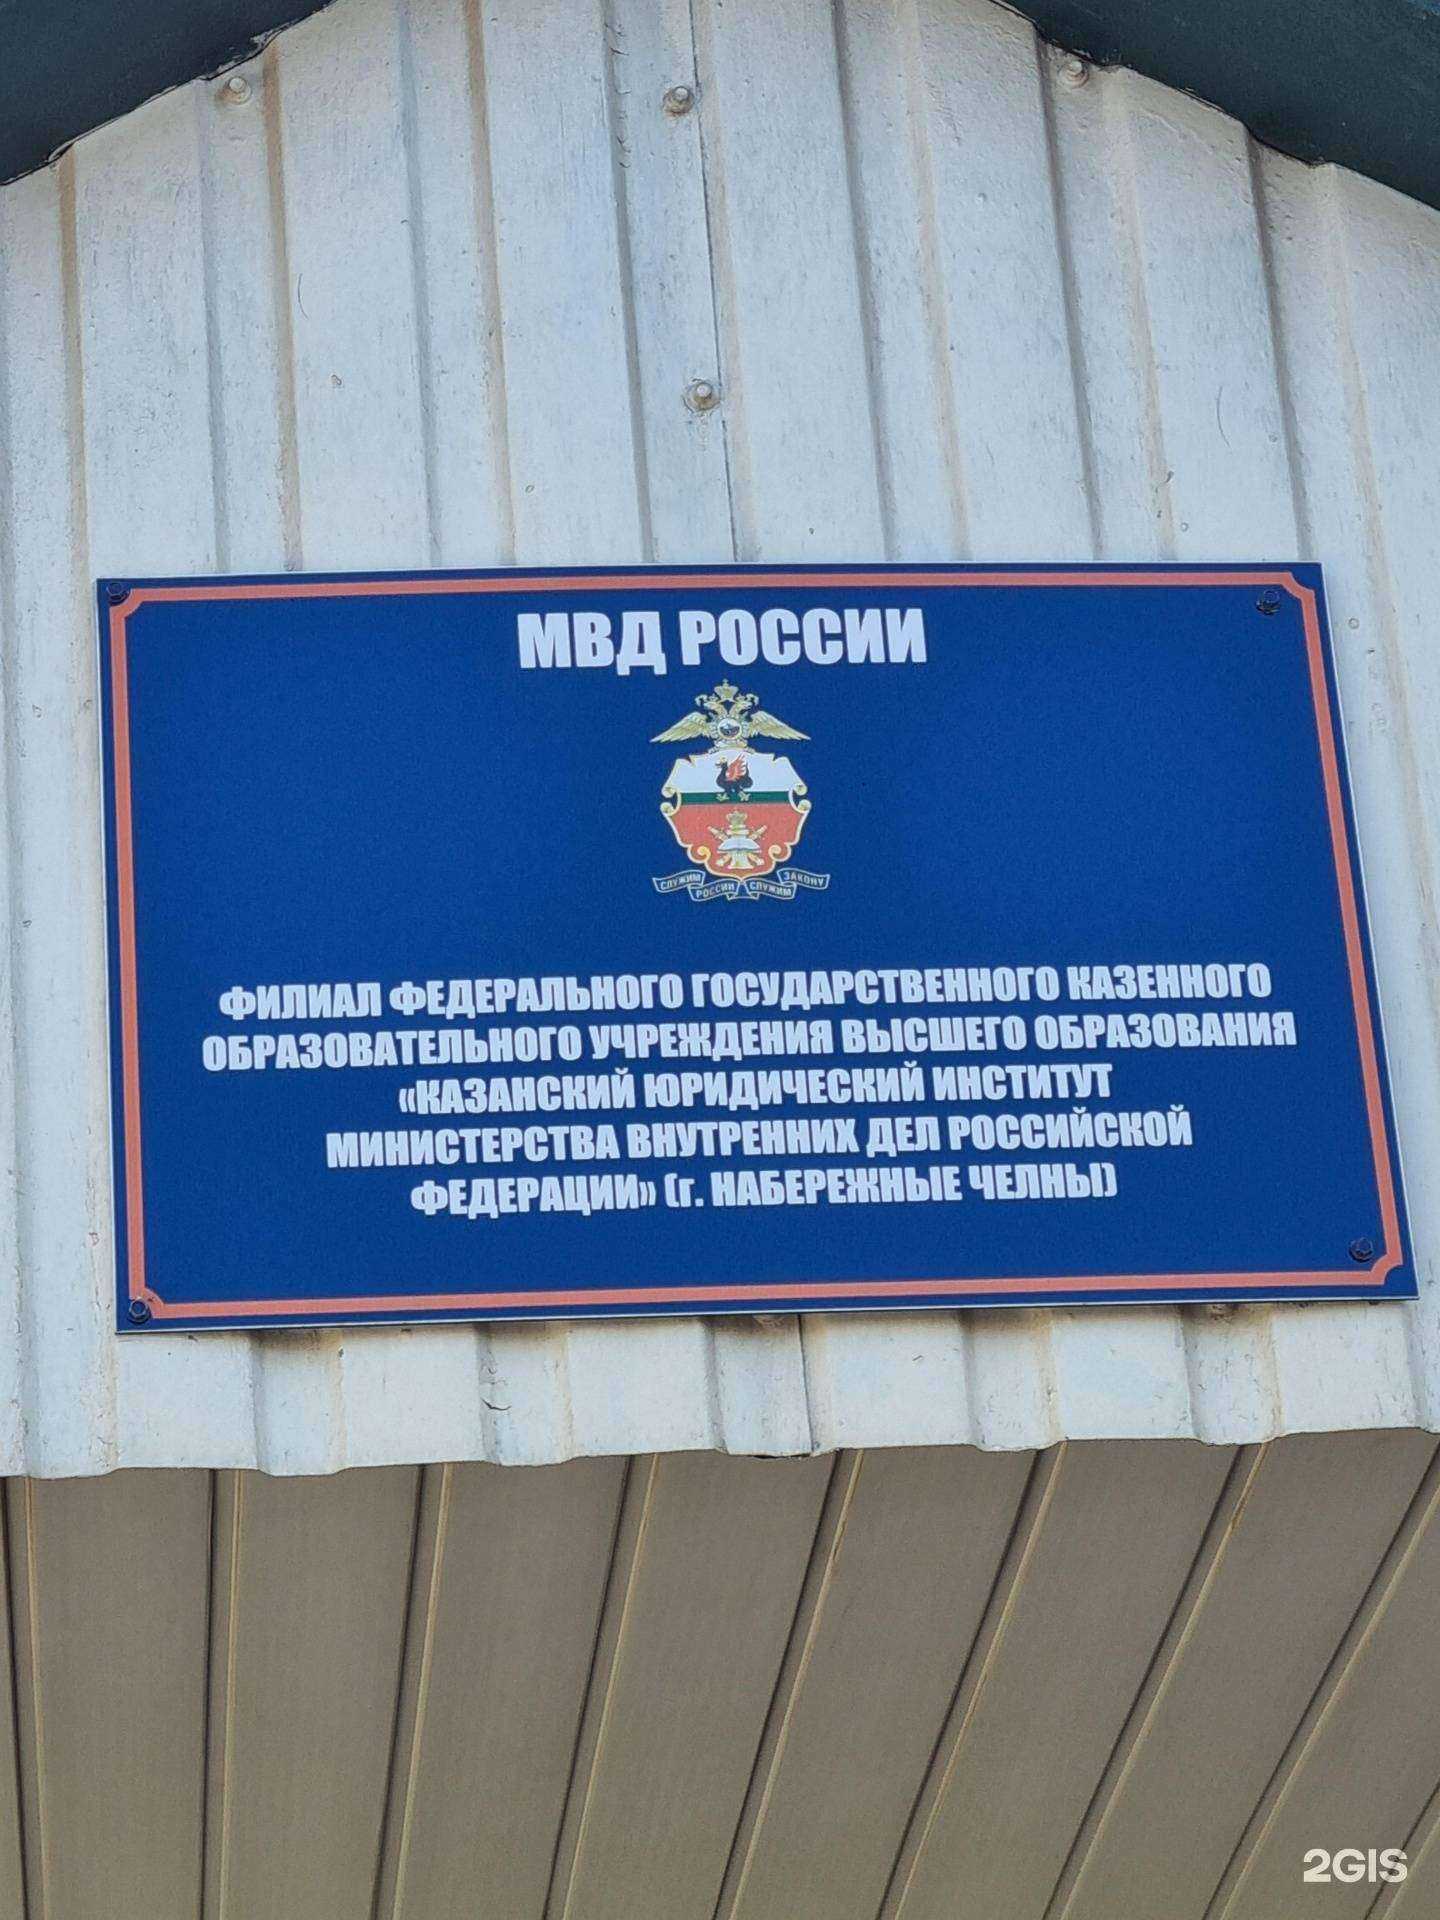 МВД РОССИИ
СЛУЖИМ РОССИИ СЛУЖИМ ЗАКОНУ
ФИЛИАЛ ФЕДЕРАЛЬНОГО ГОСУДАРСТВЕННОГО КАЗЕННОГО
ОБРАЗОВАТЕЛЬНОГО УЧРЕЖДЕНИЯ ВЫСШЕГО ОБРАЗОВАНИЯ
«КАЗАНСКИЙ ЮРИДИЧЕСКИЙ ИНСТИТУТ
МИНИСТЕРСТВА ВНУТРЕННИХ ДЕЛ РОССИЙСКОЙ
ФЕДЕРАЦИИ» (г. НАБЕРЕЖНЫЕ ЧЕЛНЫ)
2GIS